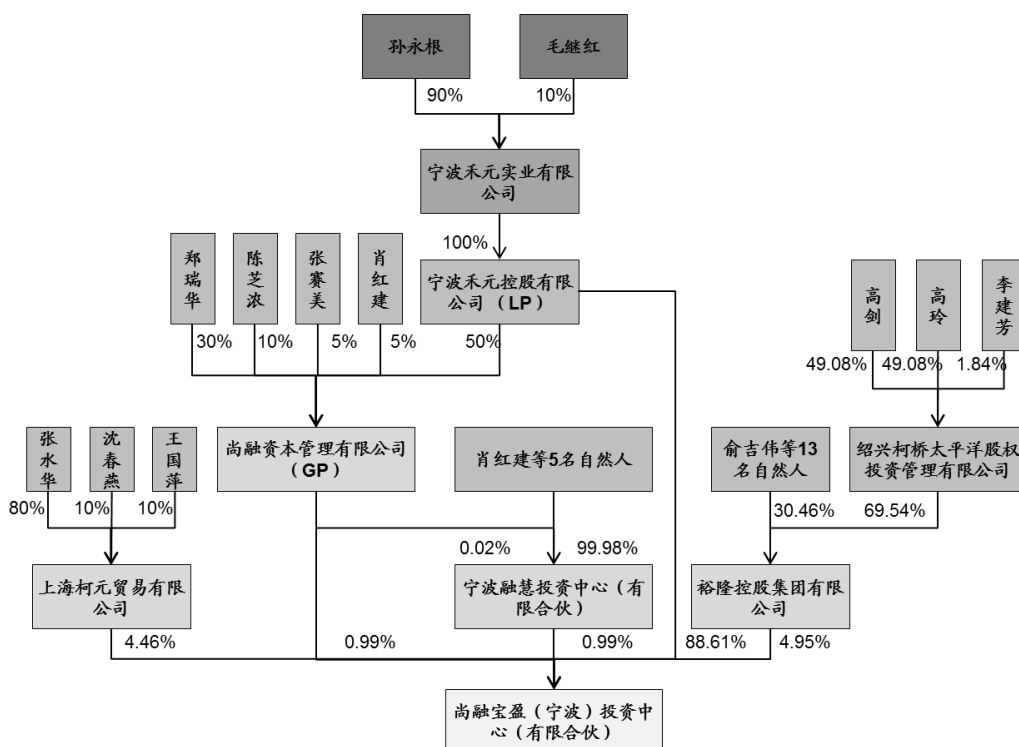 孙永根
毛继红
90%
10%
宁波禾元实业有限
公司
100%
郑瑞华
陈芝浓
张赛美
肖红建
宁波禾元控股有限
公司（LP）
高剑
高玲
李建芳
30%
10%
5%
5%
50%
49.08%
49.08%
1.84%
张水华
沈春燕
王国萍
尚融资本管理有限公司
（GP）
肖红建等5名自然人
俞吉伟等13
名自然人
绍兴柯桥太平洋股权
投资管理有限公司
80%
10%
10%
30.46%
69.54%
0.02%
99.98%
上海柯元贸易有限
公司
宁波融慧投资中心（有
限合伙）
裕隆控股集团有限
公司
4.46%
0.99%
0.99%
88.61%
4.95%
尚融宝盈（宁波）投资中
心（有限合伙）